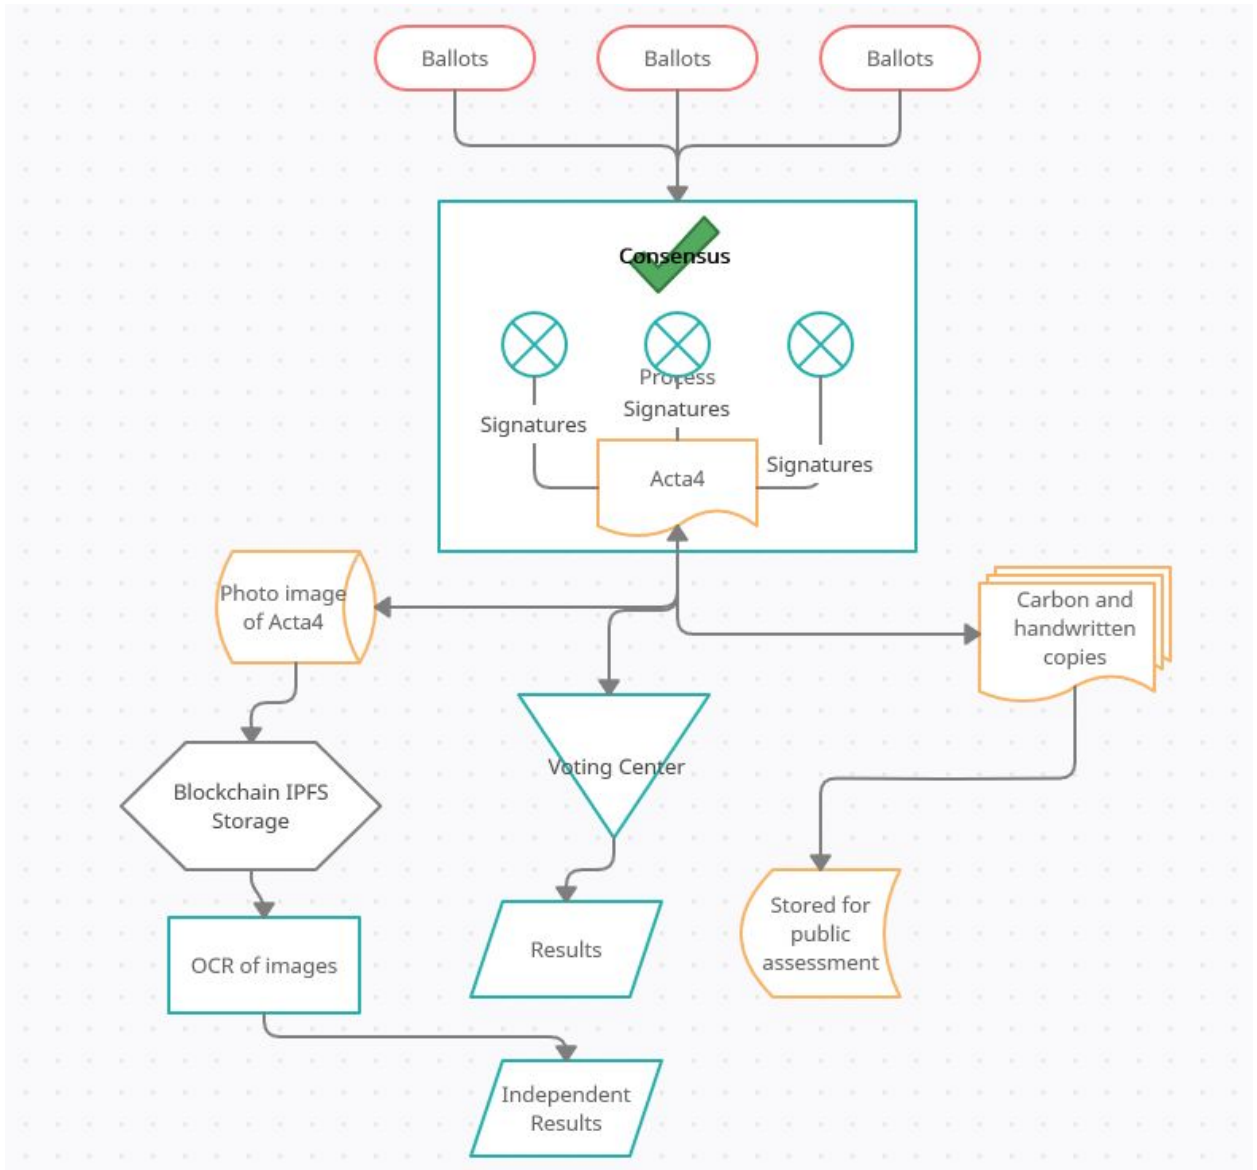 Ballots
Ballots
Ballots
Consensus
Process
Signatures
Signatures
Signatures
Acta4
Photo image
of Acta4
Carbon and
handwritten
copies
Voting Center
Blockchain IPFS
Storage
Stored for
public
assessment
Results
OCR of images
Independent
Results